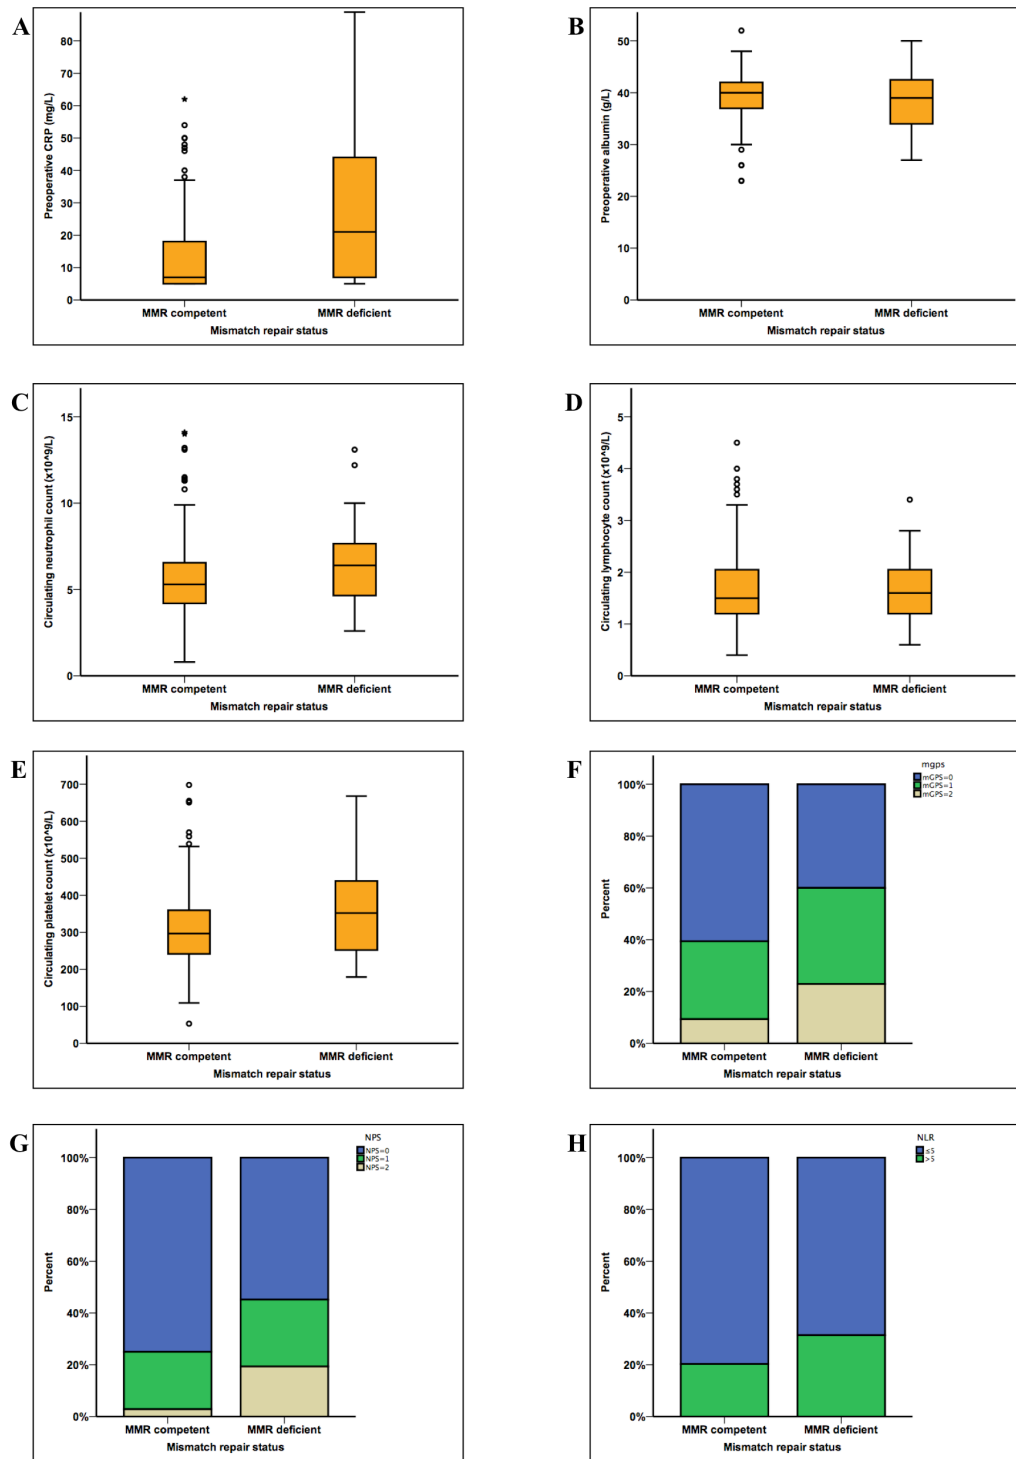 A
Preoperative CRP (mg/L)
80
70
60
50
40
30
20
10
0
MMR competent MMR deficient
Mismatch repair status
B
Preoperative albumin (g/L)
50
40
30
20
10
0
MMR competent MMR deficient
Mismatch repair status
C
Circulating neutrophil count (x10^9/L)
15
10
5
0
MMR competent MMR deficient
Mismatch repair status
D
Circulating lymphocyte count (x10^9/L)
5
4
3
2
1
0
MMR competent MMR deficient
Mismatch repair status
E
Circulating platelet count (x10^9/L)
700
600
500
400
300
200
100
0
MMR competent MMR deficient
Mismatch repair status
F
mgps
mGPS=0
mGPS=1
mGPS=2
Percent
100%
80%
60%
40%
20%
0%
MMR competent MMR deficient
Mismatch repair status
G
NPS
NPS=0
NPS=1
NPS=2
Percent
100%
80%
60%
40%
20%
0%
MMR competent MMR deficient
Mismatch repair status
H
NLR
≤5
>5
Percent
100%
80%
60%
40%
20%
0%
MMR competent MMR deficient
Mismatch repair status